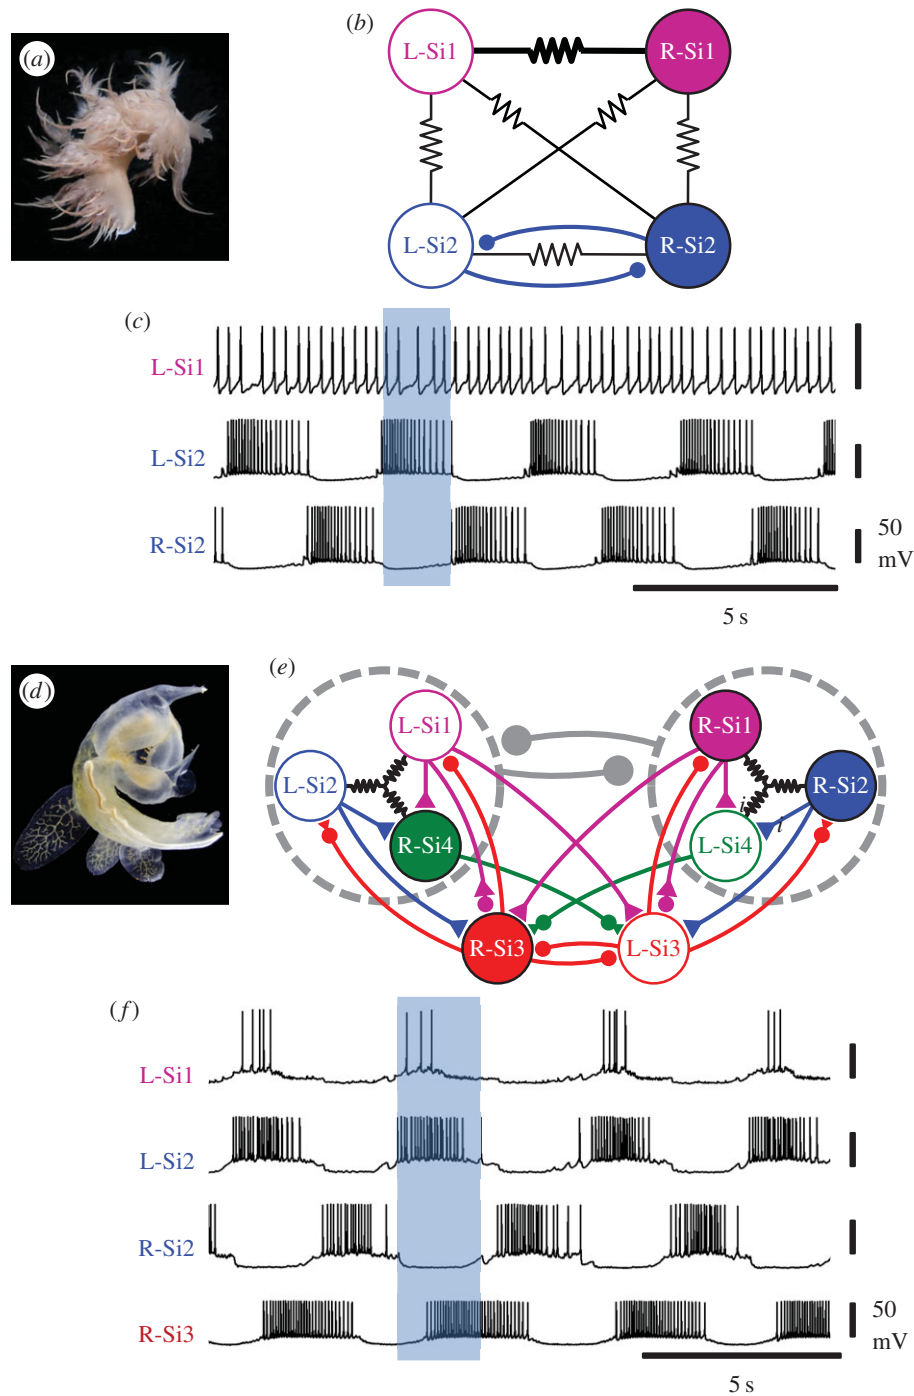 (a)
(b)
L-Si1
R-Si1
L-Si2
R-Si2
(c)
L-Si1
L-Si2
R-Si2
50
mV
5 s
(d)
(e)
L-Si1
R-Si1
L-Si2
R-Si2
R-Si4
i
i
L-Si4
R-Si3
L-Si3
(f)
L-Si1
L-Si2
R-Si2
R-Si3
50
mV
5 s